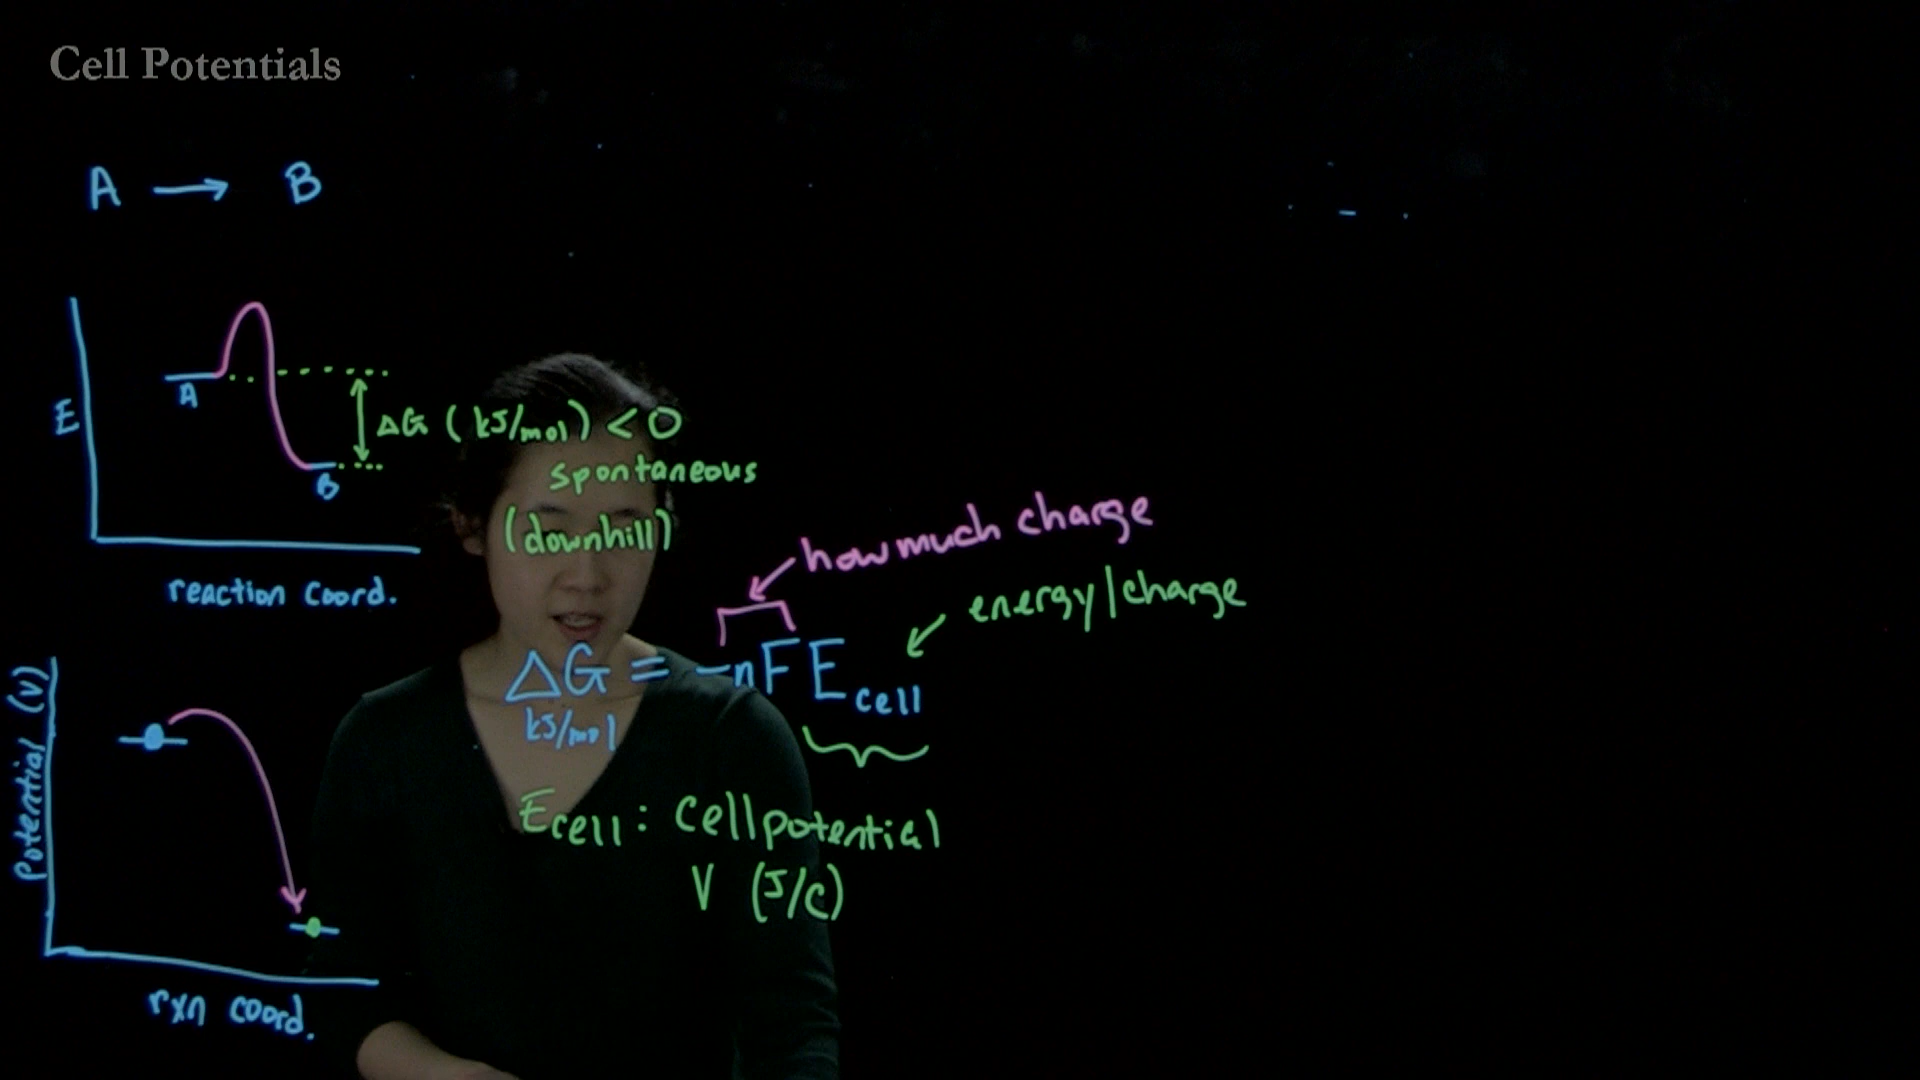 Cell Potentials
A → B
E
A
B
ΔG (kJ/mol) < 0
spontaneous
(downhill)
reaction coord.
how much charge
energy/charge
ΔG = -nFE cell
kJ/mol
Ecell: cell potential
V (J/C)
Potential (V)
rxn coord.